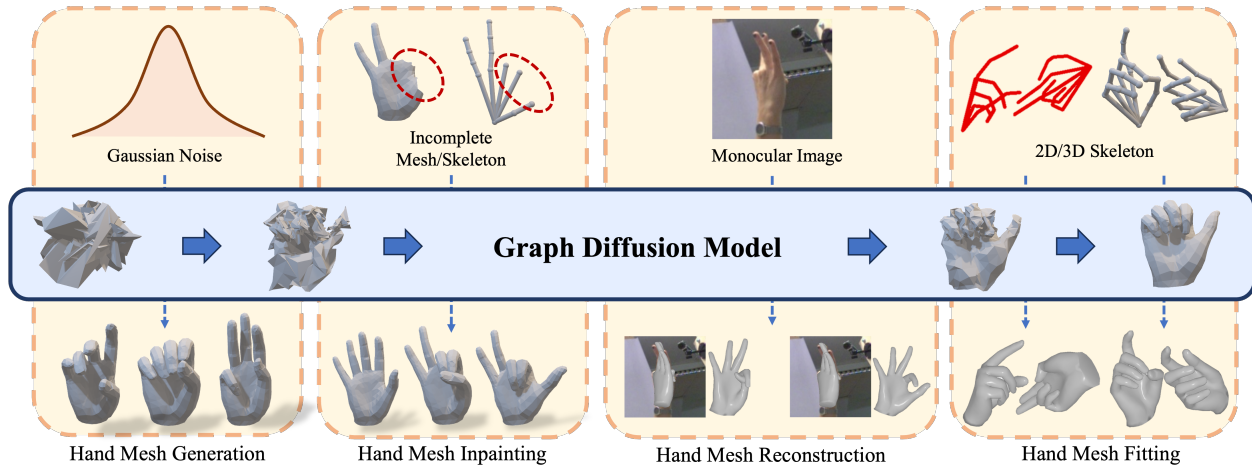 Gaussian Noise
Incomplete
Mesh/Skeleton
Monocular Image
2D/3D Skeleton
Graph Diffusion Model
Hand Mesh Generation
Hand Mesh Inpainting
Hand Mesh Reconstruction
Hand Mesh Fitting